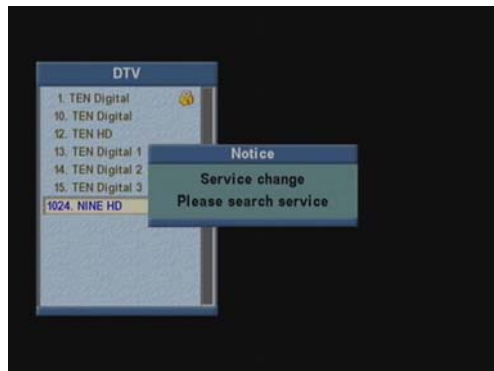 DTV
1. TEN Digital
10. TEN Digital
12. TEN HD
13. TEN Digital 1
14. TEN Digital 2
15. TEN Digital 3
1024. NINE HD
Notice
Service change
Please search service